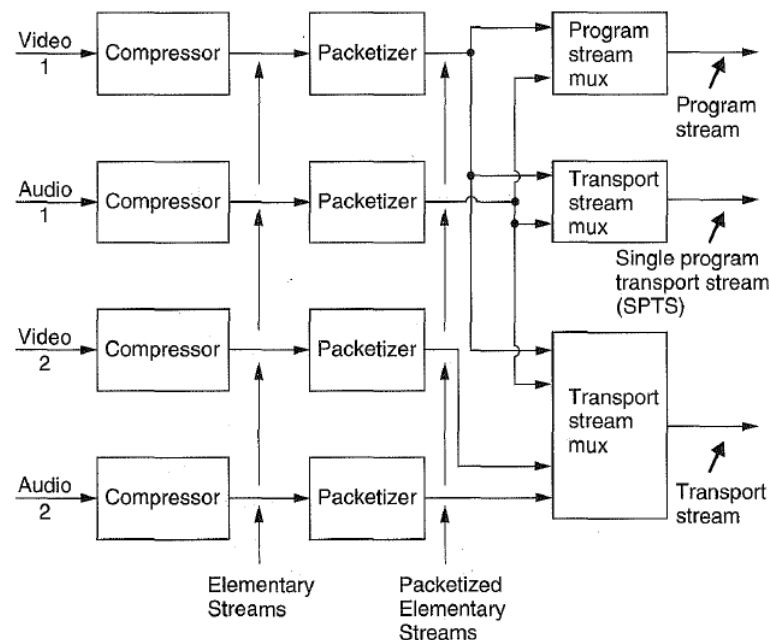 Video
1
Compressor
Packetizer
Program
stream
mux
Program
stream
Audio
1
Compressor
Packetizer
Transport
stream
mux
Single program
transport stream
(SPTS)
Video
2
Compressor
Packetizer
Transport
stream
mux
Audio
2
Compressor
Packetizer
Transport
stream
Elementary
Streams
Packetized
Elementary
Streams